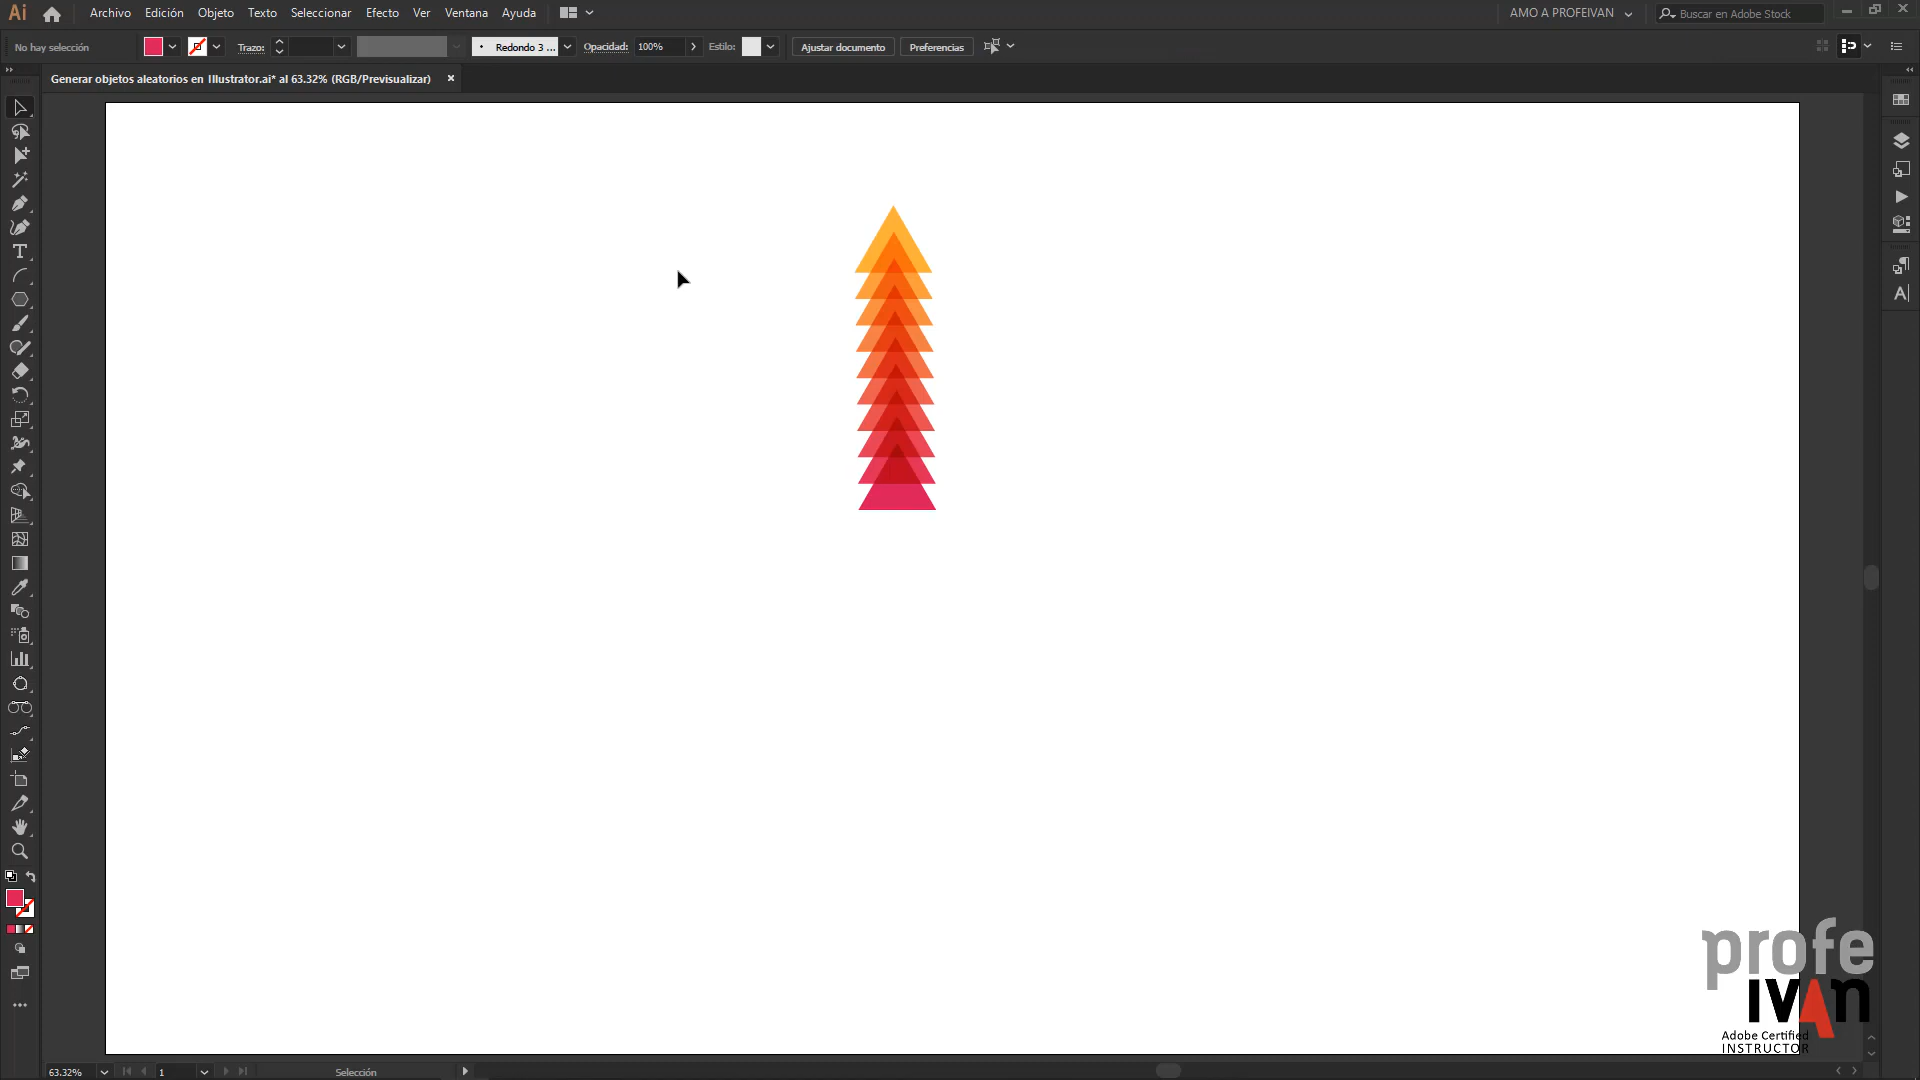 Ai Archivo Edición Objeto Texto Seleccionar Efecto Ver Ventana Ayuda AMO A PROFEIVAN Buscar en Adobe Stock
No hay selección Trazo: Redondo 3 ... Opacidad: 100% Estilo: Ajustar documento Preferencias
Generar objetos aleatorios en Illustrator.ai* al 63.32% (RGB/Previsualizar)
profe
ivAn
Adobe Certified
INSTRUCTOR
63.32% 1 Selección